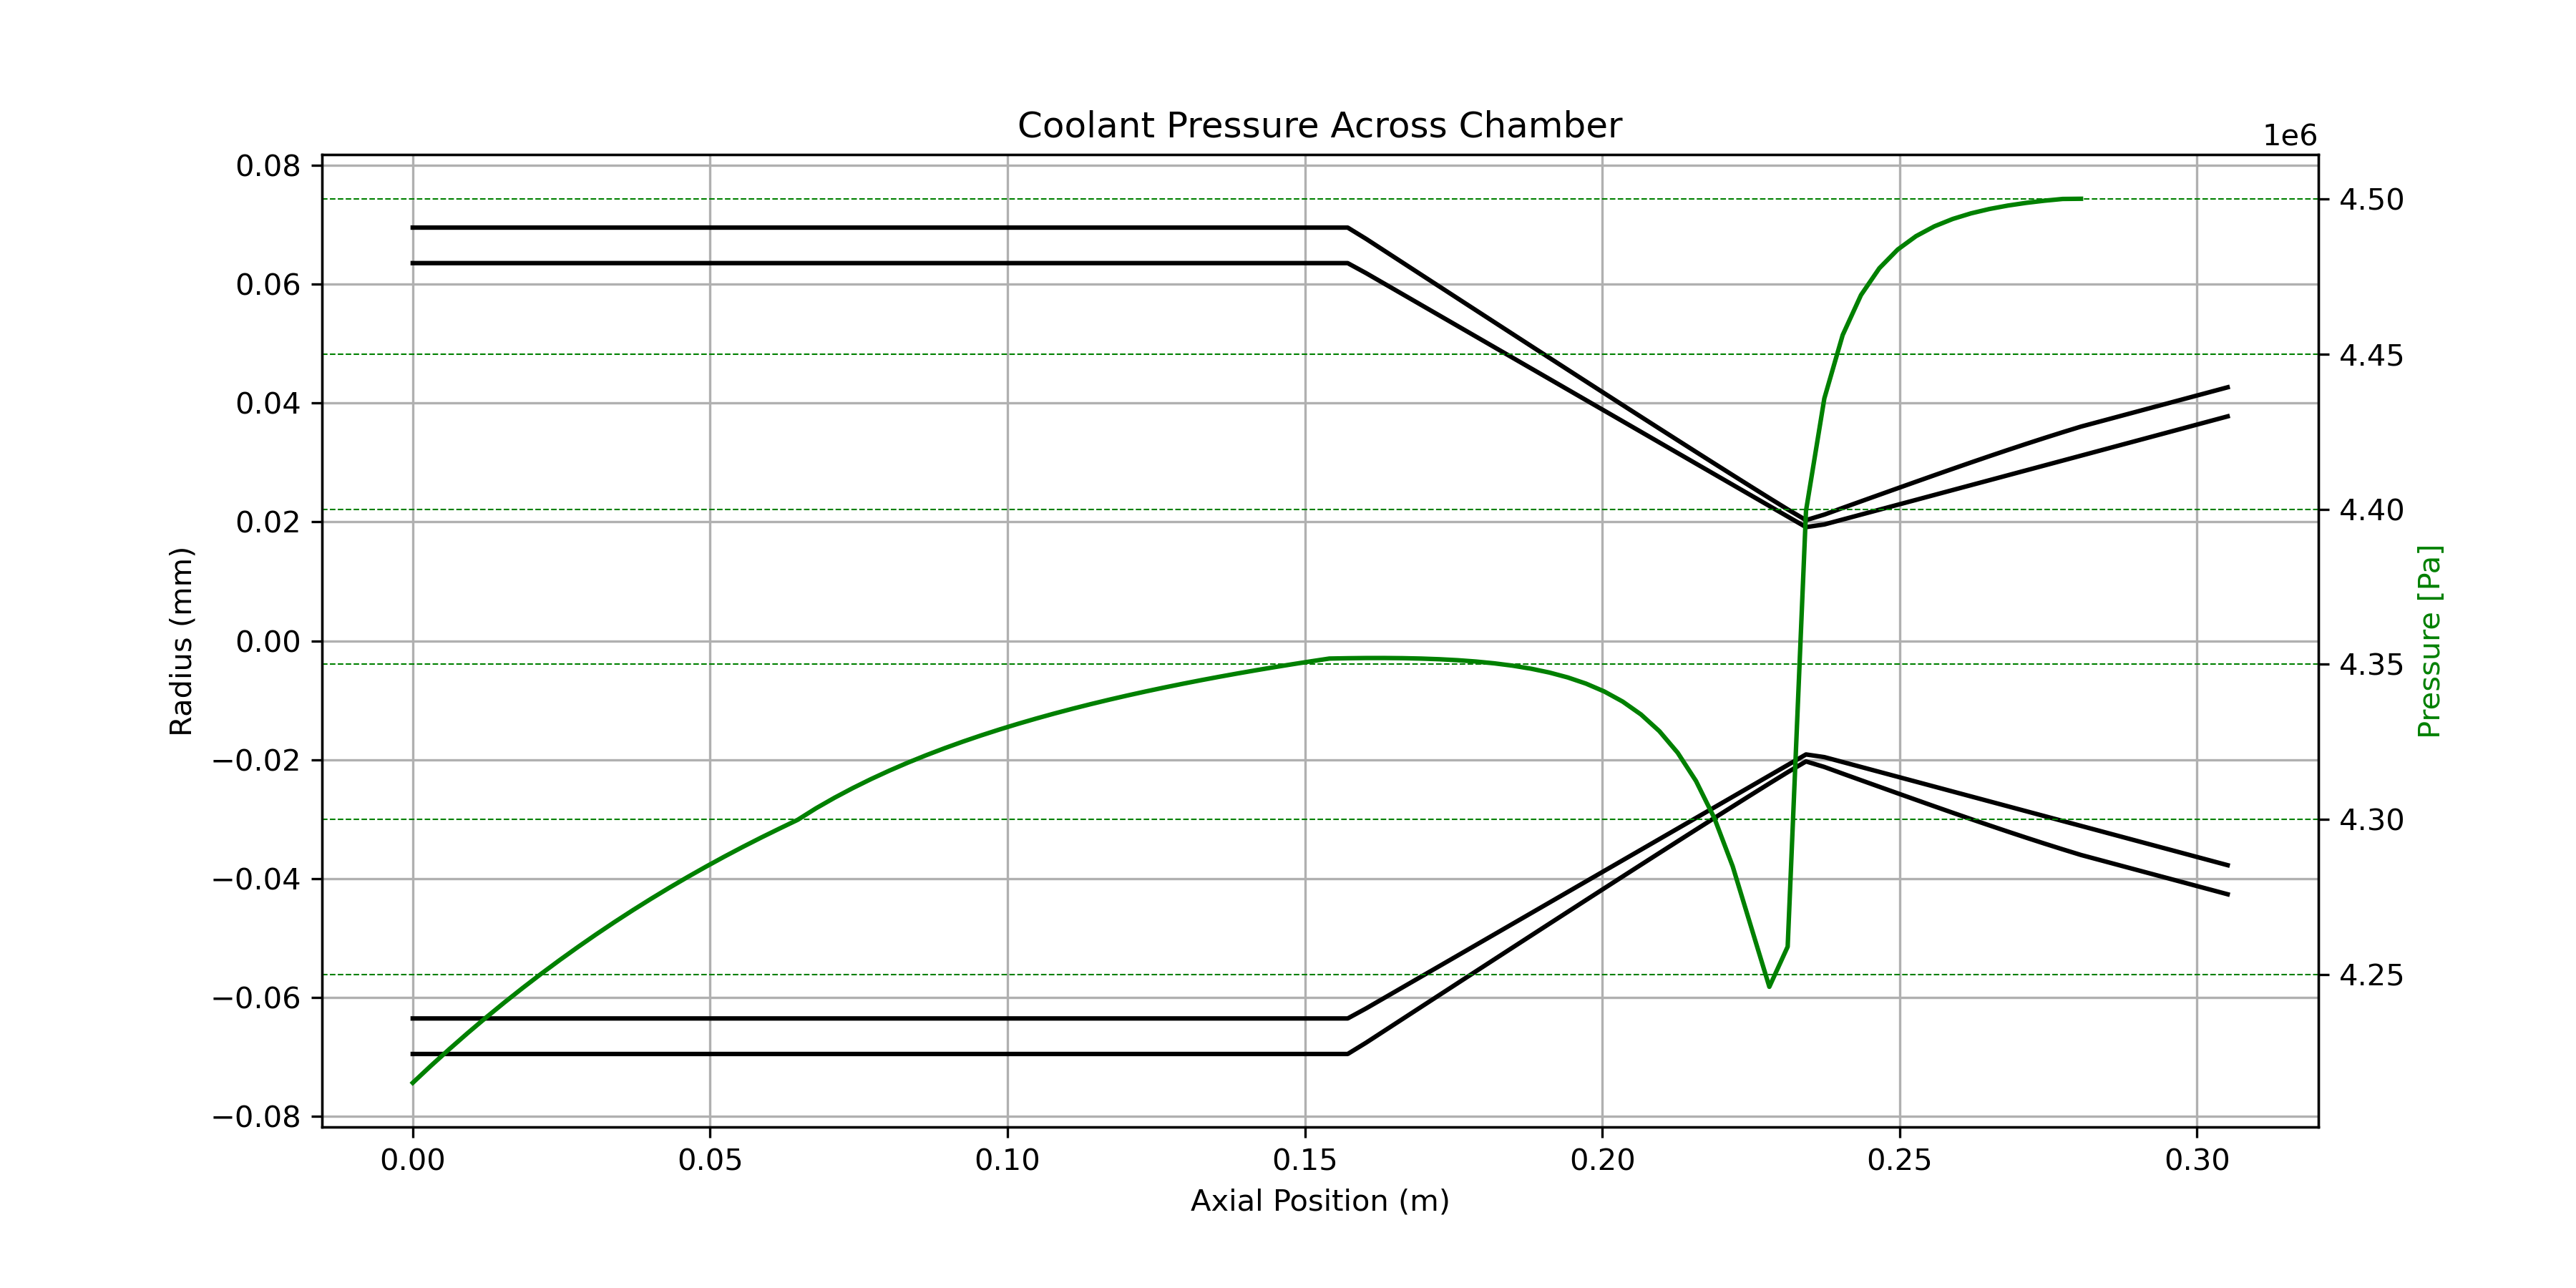 Coolant Pressure Across Chamber
1e6
0.08
0.06
0.04
0.02
0.00
−0.02
−0.04
−0.06
−0.08
Radius (mm)
4.50
4.45
4.40
4.35
4.30
4.25
Pressure [Pa]
0.00 0.05 0.10 0.15 0.20 0.25 0.30
Axial Position (m)